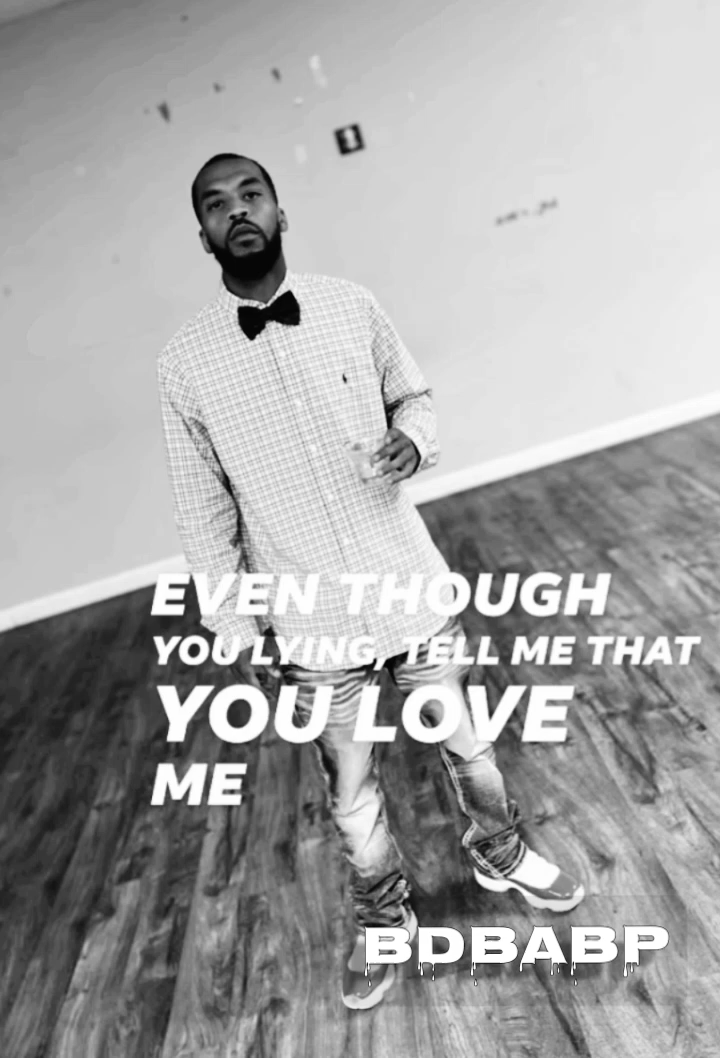 EVEN THOUGH
YOU LYING, TELL ME THAT
YOU LOVE
ME
BDBABP